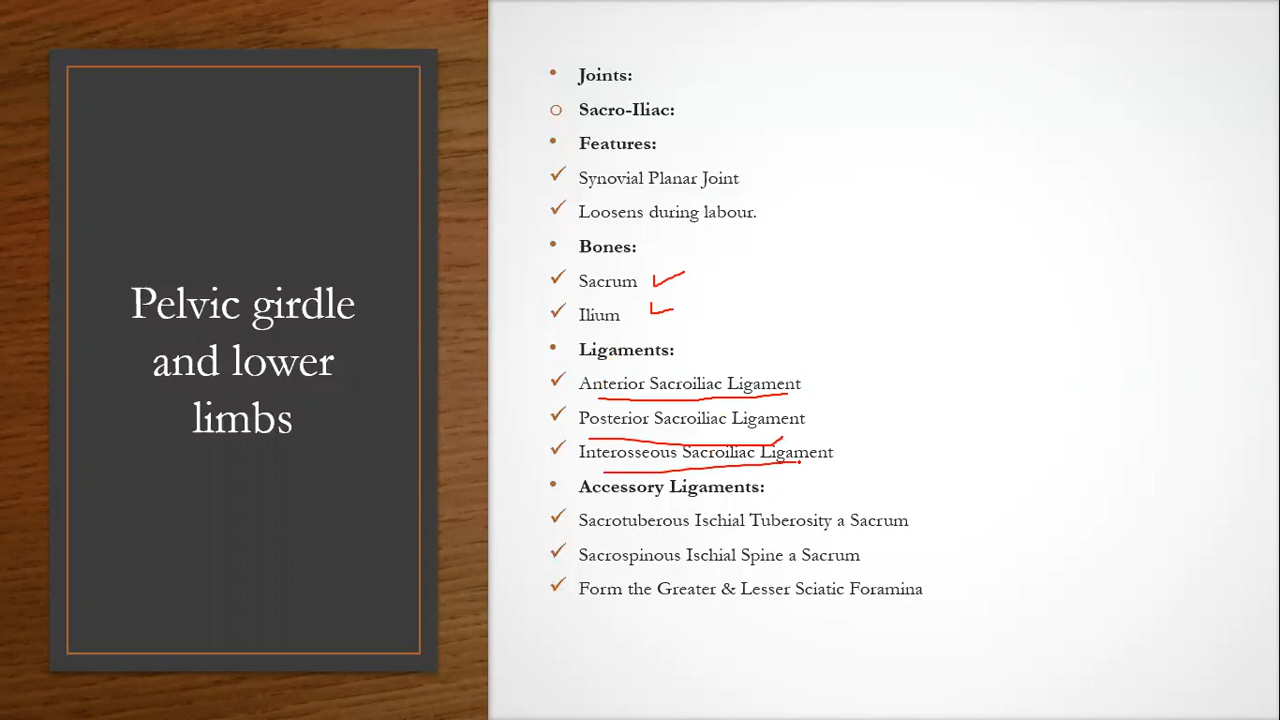 Pelvic girdle
and lower
limbs
• Joints:
o Sacro-Iliac:
• Features:
✓ Synovial Planar Joint
✓ Loosens during labour.
• Bones:
✓ Sacrum
✓ Ilium
• Ligaments:
✓ Anterior Sacroiliac Ligament
✓ Posterior Sacroiliac Ligament
✓ Interosseous Sacroiliac Ligament
• Accessory Ligaments:
✓ Sacrotuberous Ischial Tuberosity a Sacrum
✓ Sacrospinous Ischial Spine a Sacrum
✓ Form the Greater & Lesser Sciatic Foramina